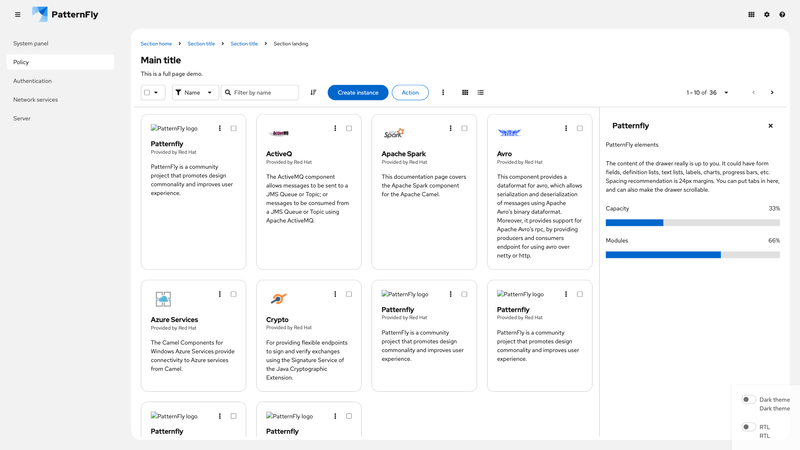 PatternFly
System panel
Policy
Authentication
Network services
Server
Section home
Section title
Section title
Section landing
Main title
This is a full page demo.
Name
Filter by name
Create instance
Action
1 - 10 of 36
PatternFly logo
Patternfly
Provided by Red Hat
PatternFly is a community
project that promotes design
commonality and improves user
experience.
ActiveMQ
ActiveQ
Provided by Red Hat
The ActiveMQ component
allows messages to be sent to a
JMS Queue or Topic; or
messages to be consumed from
a JMS Queue or Topic using
Apache ActiveMQ.
Spark
Apache Spark
Provided by Red Hat
This documentation page covers
the Apache Spark component
for the Apache Camel.
Avro
Provided by Red Hat
This component provides a
dataformat for avro, which allows
serialization and deserialization
of messages using Apache
Avro's binary dataformat.
Moreover, it provides support for
Apache Avro's rpc, by providing
producers and consumers
endpoint for using avro over
netty or http.
Azure Services
Provided by Red Hat
The Camel Components for
Windows Azure Services provide
connectivity to Azure services
from Camel.
Crypto
Provided by Red Hat
For providing flexible endpoints
to sign and verify exchanges
using the Signature Service of
the Java Cryptographic
Extension.
PatternFly logo
Patternfly
Provided by Red Hat
PatternFly is a community
project that promotes design
commonality and improves user
experience.
PatternFly logo
Patternfly
Provided by Red Hat
PatternFly is a community
project that promotes design
commonality and improves user
experience.
PatternFly logo
Patternfly
PatternFly logo
Patternfly
Patternfly
PatternFly elements
The content of the drawer really is up to you. It could have form
fields, definition lists, text lists, labels, charts, progress bars, etc.
Spacing recommendation is 24px margins. You can put tabs in here,
and can also make the drawer scrollable.
Capacity 33%
Modules 66%
Dark theme
Dark theme
RTL
RTL